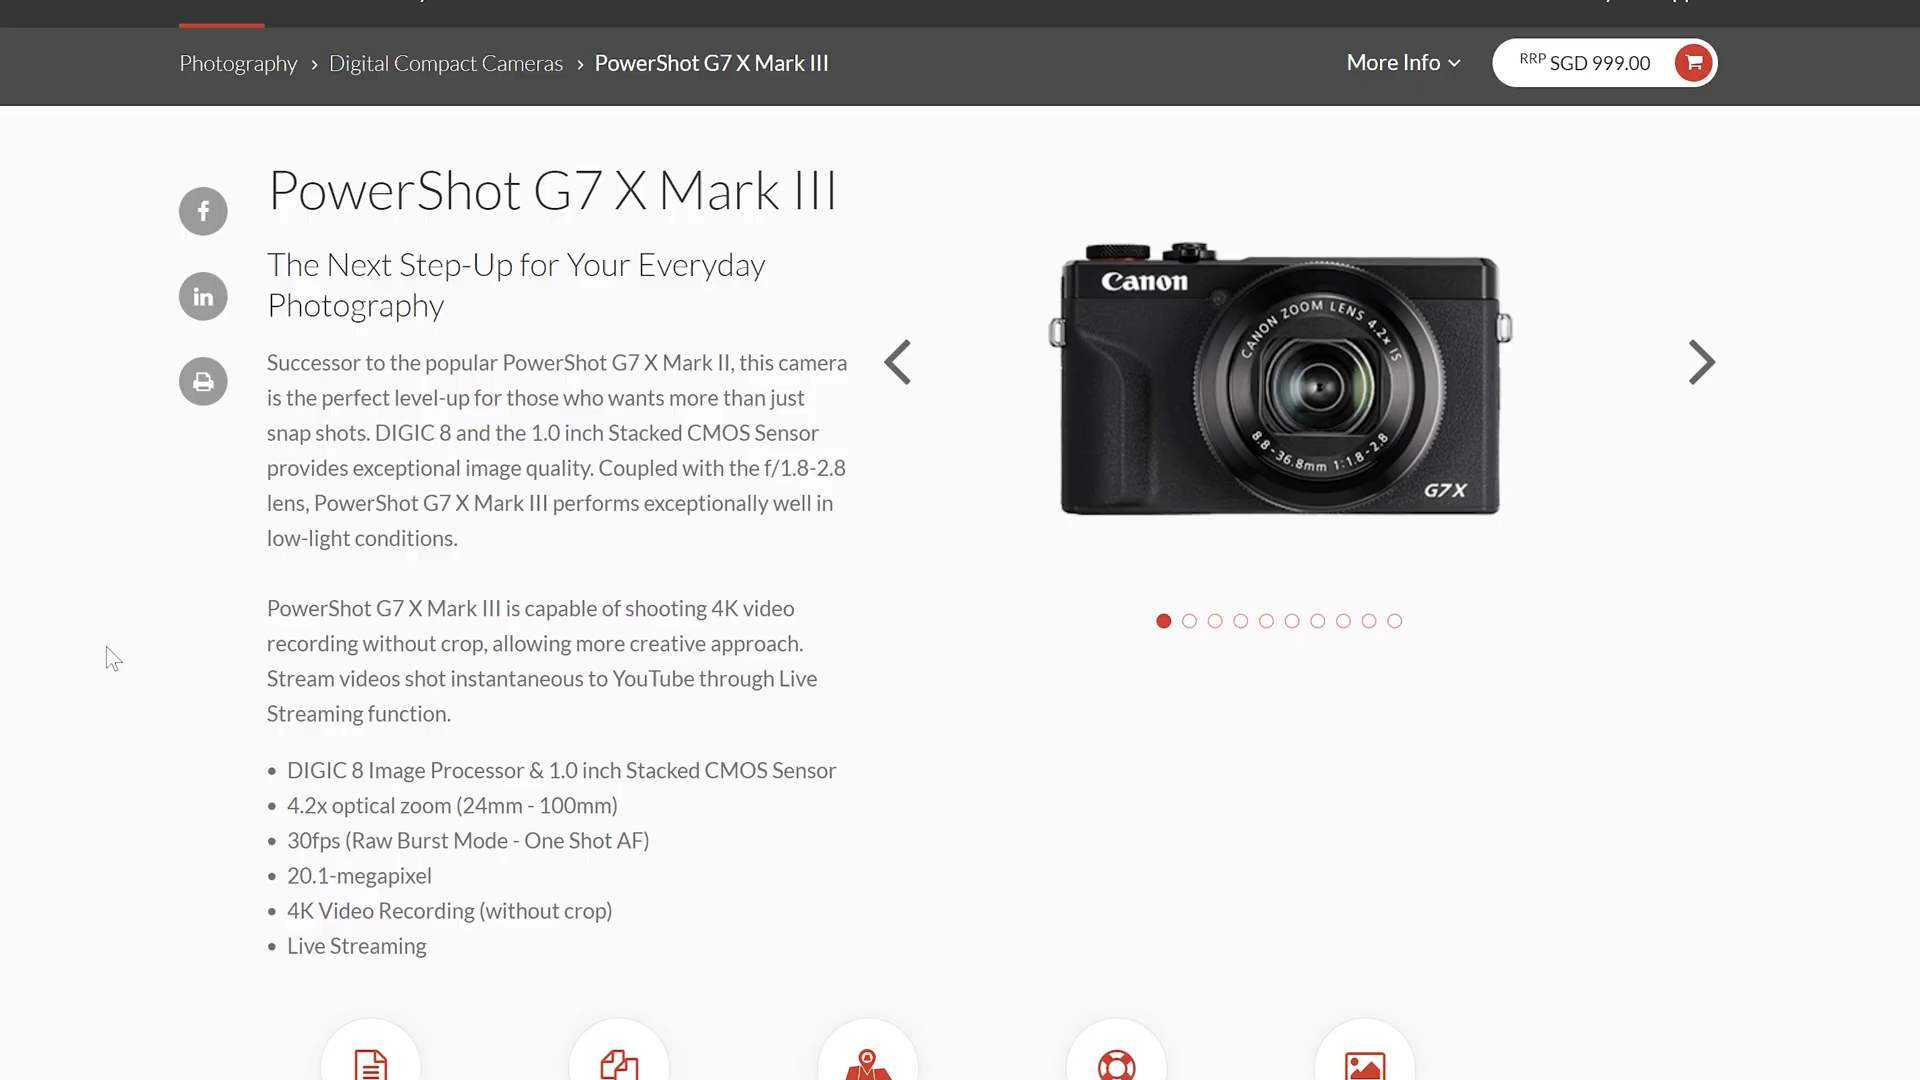 Photography › Digital Compact Cameras › PowerShot G7 X Mark III
More Info
RRP SGD 999.00
PowerShot G7 X Mark III
The Next Step-Up for Your Everyday
Photography
Successor to the popular PowerShot G7 X Mark II, this camera
is the perfect level-up for those who wants more than just
snap shots. DIGIC 8 and the 1.0 inch Stacked CMOS Sensor
provides exceptional image quality. Coupled with the f/1.8-2.8
lens, PowerShot G7 X Mark III performs exceptionally well in
low-light conditions.
PowerShot G7 X Mark III is capable of shooting 4K video
recording without crop, allowing more creative approach.
Stream videos shot instantaneous to YouTube through Live
Streaming function.
• DIGIC 8 Image Processor & 1.0 inch Stacked CMOS Sensor
• 4.2x optical zoom (24mm - 100mm)
• 30fps (Raw Burst Mode - One Shot AF)
• 20.1-megapixel
• 4K Video Recording (without crop)
• Live Streaming
Canon
CANON ZOOM LENS 4.2x IS
8.8-36.8mm 1:1.8-2.8
G7X